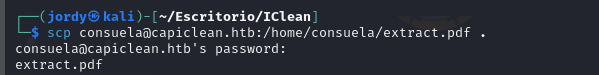 ┌──(jordy㉿kali)-[~/Escritorio/IClean]
└─$ scp consuela@capiclean.htb:/home/consuela/extract.pdf .
consuela@capiclean.htb's password:
extract.pdf